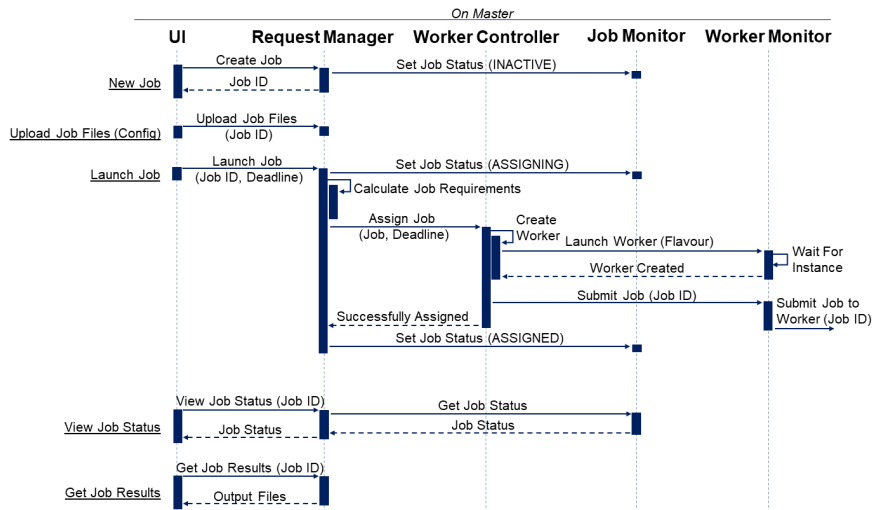 On Master
UI Request Manager Worker Controller Job Monitor Worker Monitor
New Job
Create Job
Set Job Status (INACTIVE)
Job ID
Upload Job Files (Config)
Upload Job Files
(Job ID)
Launch Job
Launch Job
(Job ID, Deadline)
Set Job Status (ASSIGNING)
Calculate Job Requirements
Assign Job
(Job, Deadline)
Create
Worker
Launch Worker (Flavour)
Wait For
Instance
Worker Created
Submit Job (Job ID)
Submit Job to
Worker (Job ID)
Successfully Assigned
Set Job Status (ASSIGNED)
View Job Status
View Job Status (Job ID)
Get Job Status
Job Status
Job Status
Get Job Results
Get Job Results (Job ID)
Output Files